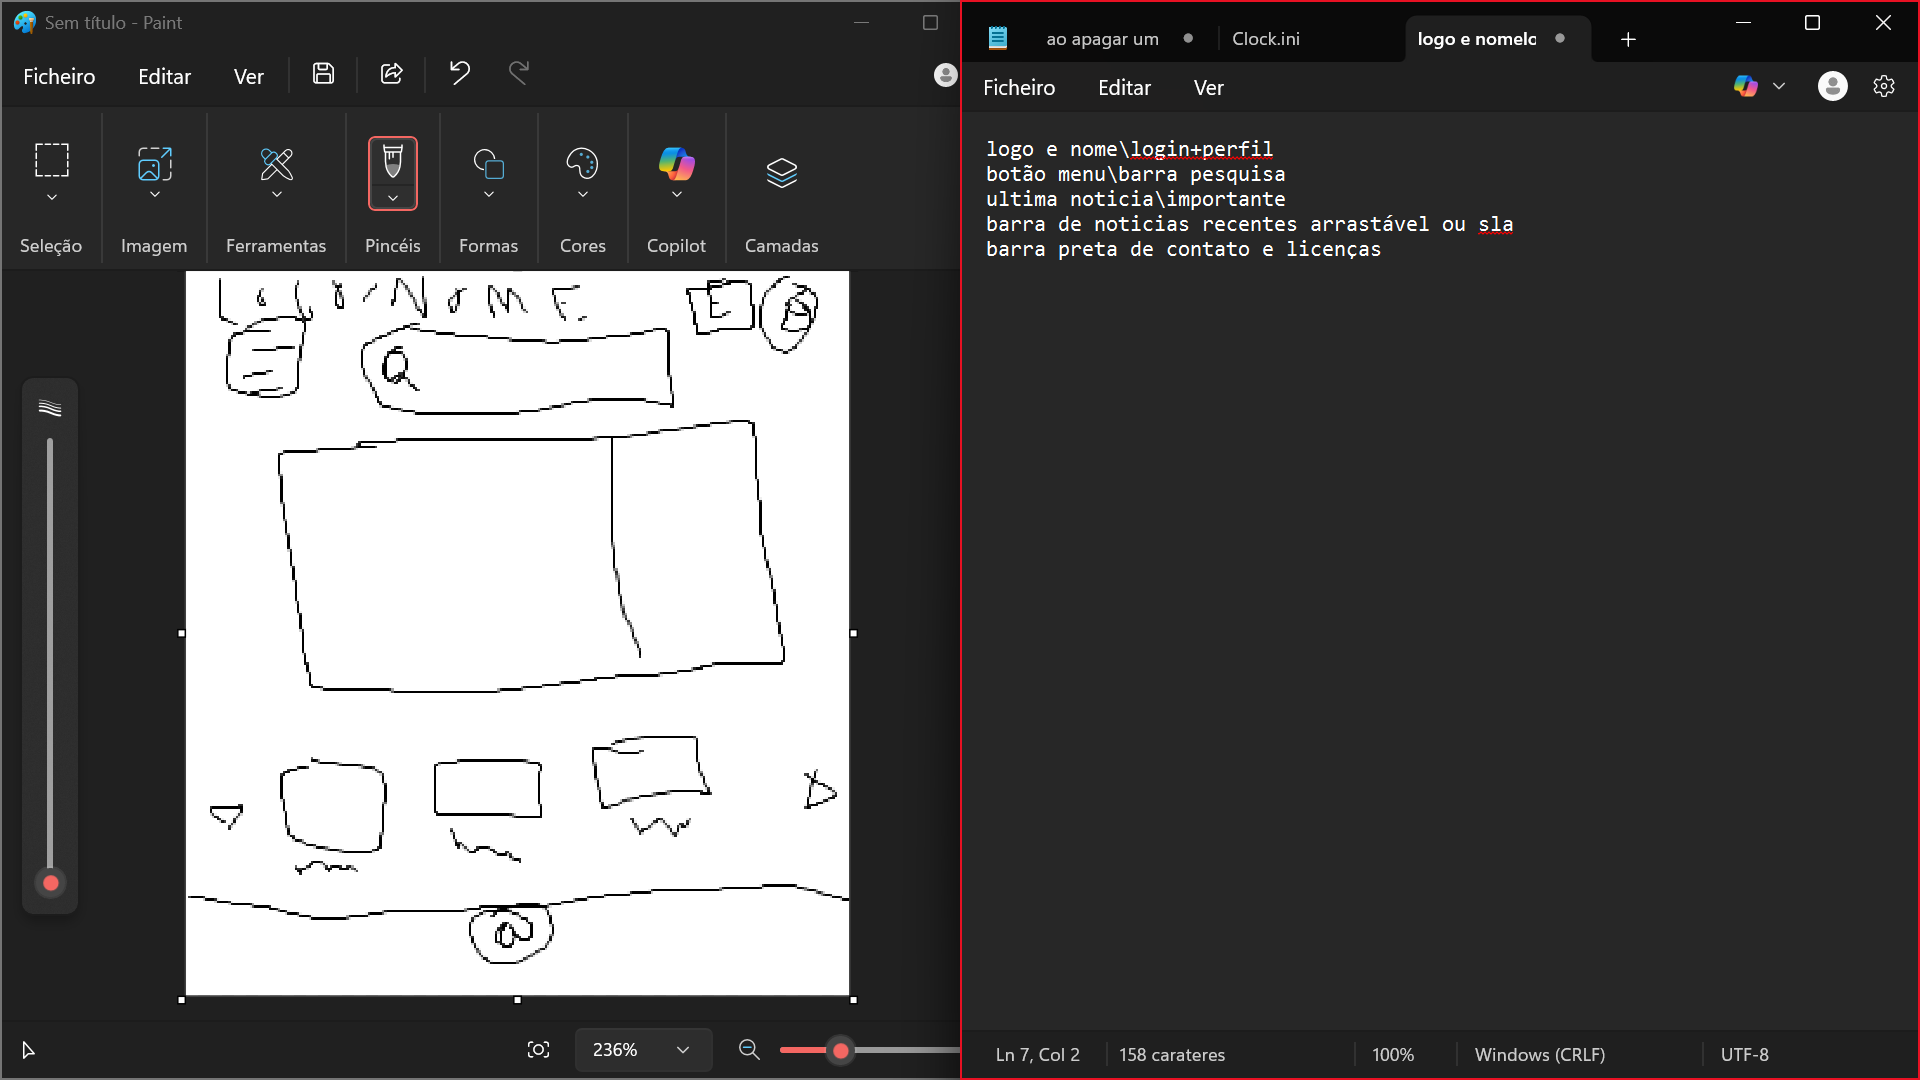 Sem título - Paint
Ficheiro Editar Ver
Seleção Imagem Ferramentas Pincéis Formas Cores Copilot Camadas
NOME E
236%
ao apagar um Clock.ini logo e nomelo
Ficheiro Editar Ver
logo e nome\login+perfil
botão menu\barra pesquisa
ultima noticia\importante
barra de noticias recentes arrastável ou sla
barra preta de contato e licenças
Ln 7, Col 2 158 carateres 100% Windows (CRLF) UTF-8